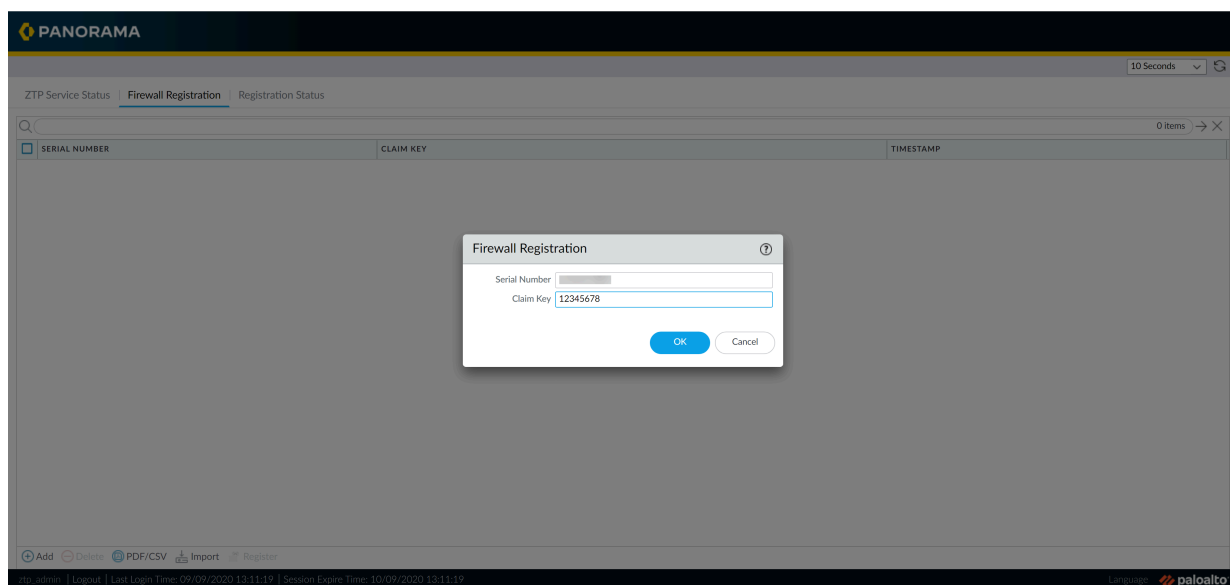 PANORAMA
10 Seconds
ZTP Service Status | Firewall Registration | Registration Status
0 items
SERIAL NUMBER CLAIM KEY TIMESTAMP
Firewall Registration
Serial Number
Claim Key 12345678
OK Cancel
Add Delete PDF/CSV Import Register
ztp_admin | Logout | Last Login Time: 09/09/2020 13:11:19 | Session Expire Time: 10/09/2020 13:11:19
Language paloalto